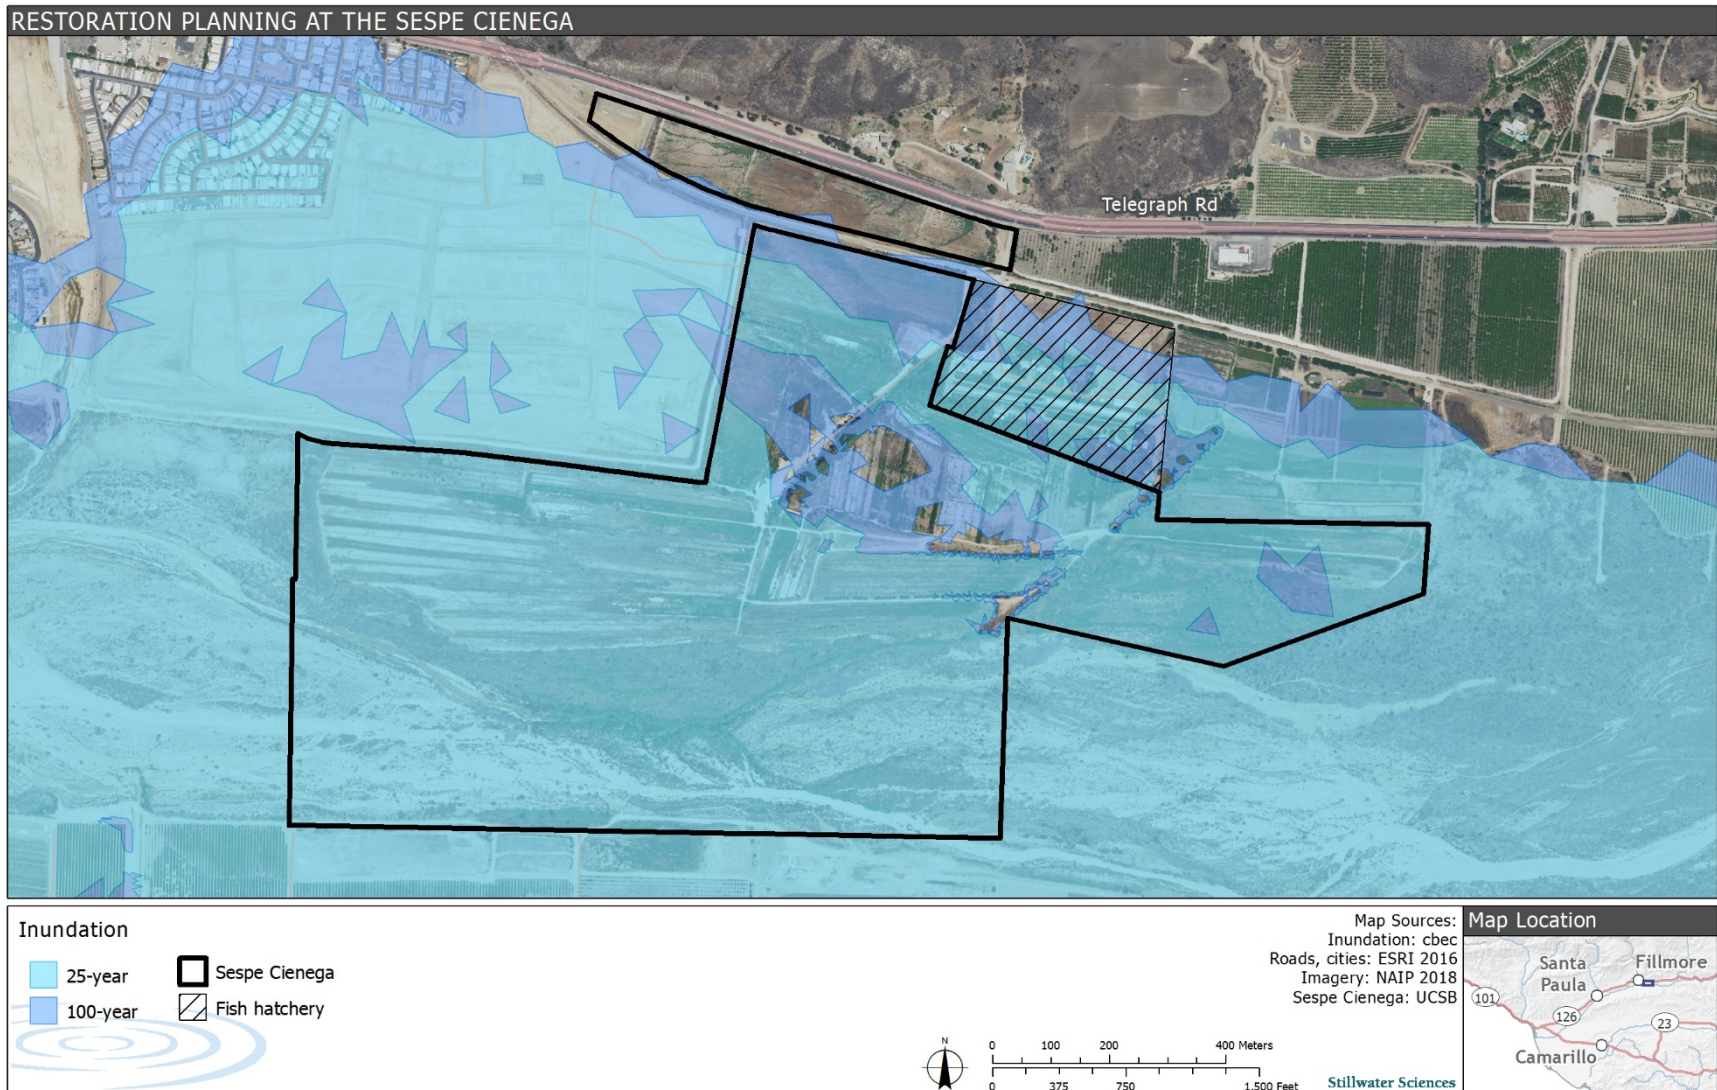 RESTORATION PLANNING AT THE SESPE CIENEGA
Telegraph Rd
Inundation
25-year
100-year
Sespe Cienega
Fish hatchery
Map Sources:
Inundation: cbec
Roads, cities: ESRI 2016
Imagery: NAIP 2018
Sespe Cienega: UCSB
N
0 100 200 400 Meters
0 375 750 1,500 Feet
Stillwater Sciences
Map Location
Santa
Paula
Fillmore
101
126
23
Camarillo